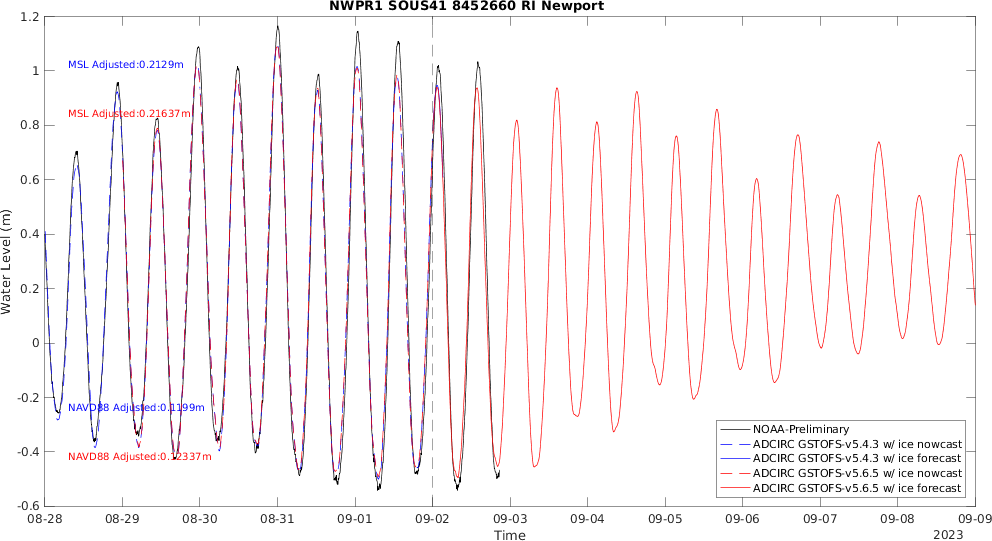 NWPR1 SOUS41 8452660 RI Newport
1.2
1
0.8
0.6
0.4
0.2
0
-0.2
-0.4
-0.6
Water Level (m)
MSL Adjusted:0.2129m
MSL Adjusted:0.21637m
NAVD88 Adjusted:0.1199m
NAVD88 Adjusted:0.12337m
NOAA-Preliminary
ADCIRC GSTOFS-v5.4.3 w/ ice nowcast
ADCIRC GSTOFS-v5.4.3 w/ ice forecast
ADCIRC GSTOFS-v5.6.5 w/ ice nowcast
ADCIRC GSTOFS-v5.6.5 w/ ice forecast
08-28 08-29 08-30 08-31 09-01 09-02 09-03 09-04 09-05 09-06 09-07 09-08 09-09
Time
2023